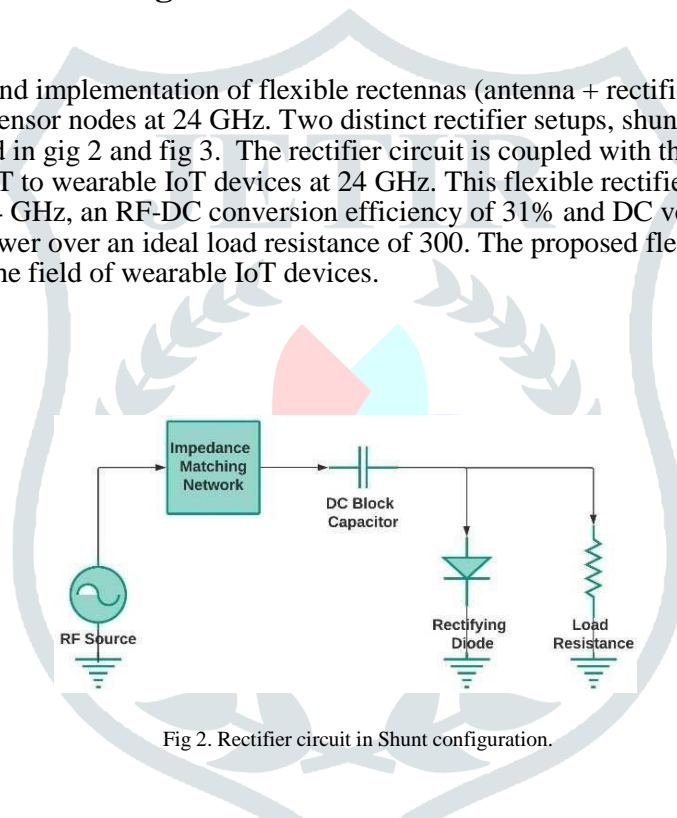 nd implementation of flexible rectennas (antenna + rectifie
ensor nodes at 24 GHz. Two distinct rectifier setups, shun
d in gig 2 and fig 3. The rectifier circuit is coupled with th
T to wearable IoT devices at 24 GHz. This flexible rectifie
GHz, an RF-DC conversion efficiency of 31% and DC v
wer over an ideal load resistance of 300. The proposed fle
he field of wearable IoT devices.
JETIR
Impedance
Matching
Network
DC Block
Capacitor
RF Source
Rectifying
Diode
Load
Resistance
Fig 2. Rectifier circuit in Shunt configuration.